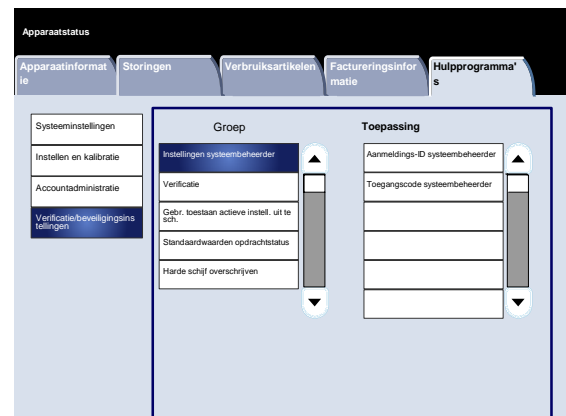 Apparaatstatus
Apparaatinformat
ie
Storingen
Verbruiksartikelen
Factureringsinfor
matie
Hulpprogramma'
s
Systeeminstellingen
Instellen en kalibratie
Accountadministratie
Verificatie/beveiligingsins
tellingen
Groep
Instellingen systeembeheerder
Verificatie
Gebr. toestaan actieve instell. uit te
sch.
Standaardwaarden opdrachtstatus
Harde schijf overschrijven
Toepassing
Aanmeldings-ID systeembeheerder
Toegangscode systeembeheerder